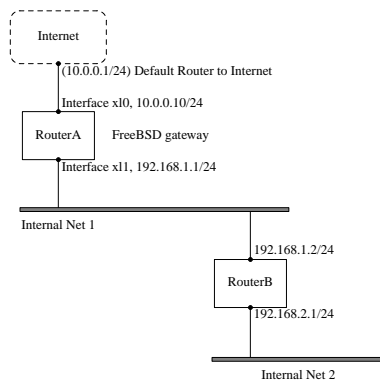 Internet
(10.0.0.1/24) Default Router to Internet
Interface xl0, 10.0.0.10/24
RouterA
FreeBSD gateway
Interface xl1, 192.168.1.1/24
Internal Net 1
192.168.1.2/24
RouterB
192.168.2.1/24
Internal Net 2